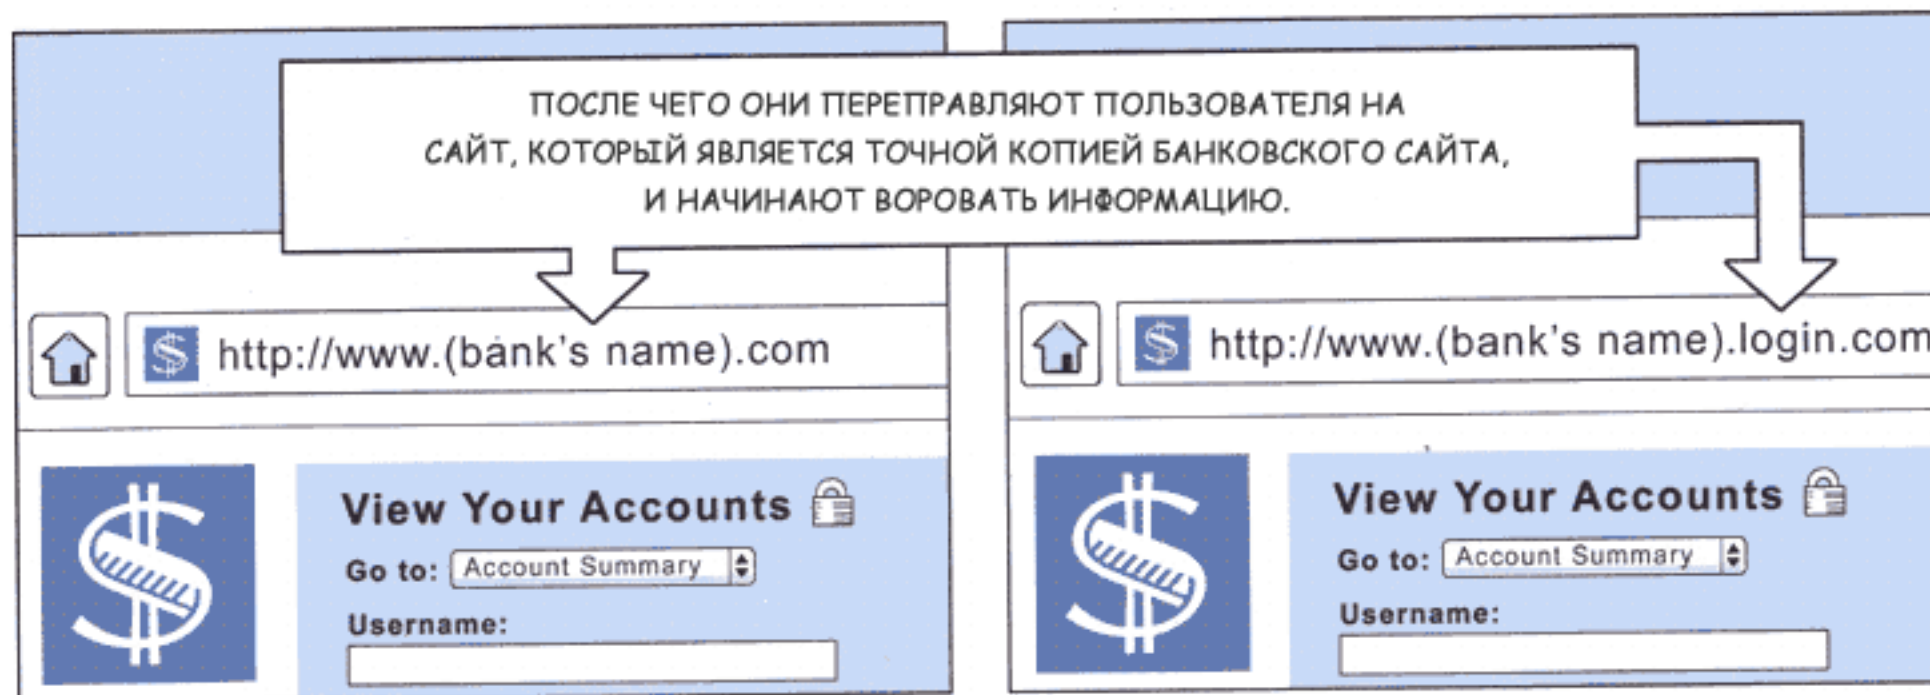 ПОСЛЕ ЧЕГО ОНИ ПЕРЕПРАВЛЯЮТ ПОЛЬЗОВАТЕЛЯ НА
САЙТ, КОТОРЫЙ ЯВЛЯЕТСЯ ТОЧНОЙ КОПИЕЙ БАНКОВСКОГО САЙТА,
И НАЧИНАЮТ ВОРОВАТЬ ИНФОРМАЦИЮ.
$ http://www.(bank's name).com
$
View Your Accounts
Go to: Account Summary
Username:
$ http://www.(bank's name).login.com
$
View Your Accounts
Go to: Account Summary
Username: